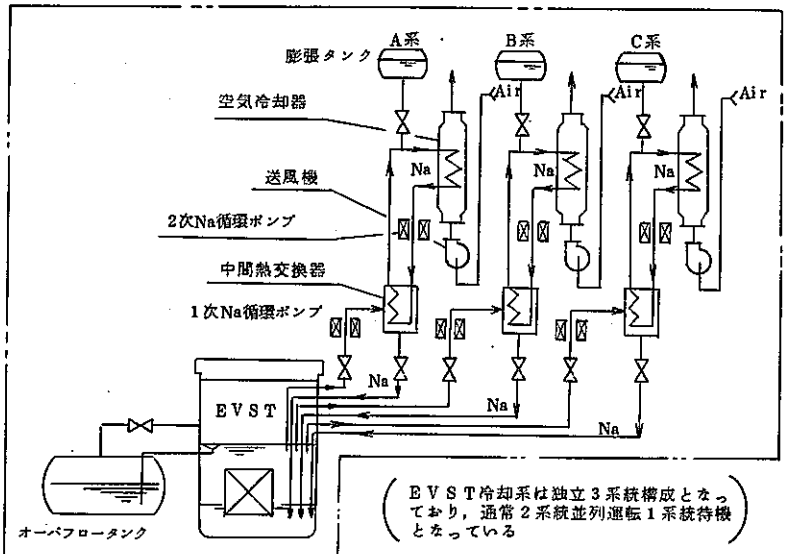 A系
B系
C系
膨張タンク
Air
Air
Air
空気冷却器
Na
Na
Na
送風機
2次Na循環ポンプ
中間熱交換器
1次Na循環ポンプ
Na
Na
Na
EVST
オーバフロータンク
EVST冷却系は独立3系統構成となっ
ており，通常2系統並列運転1系統待機
となっている